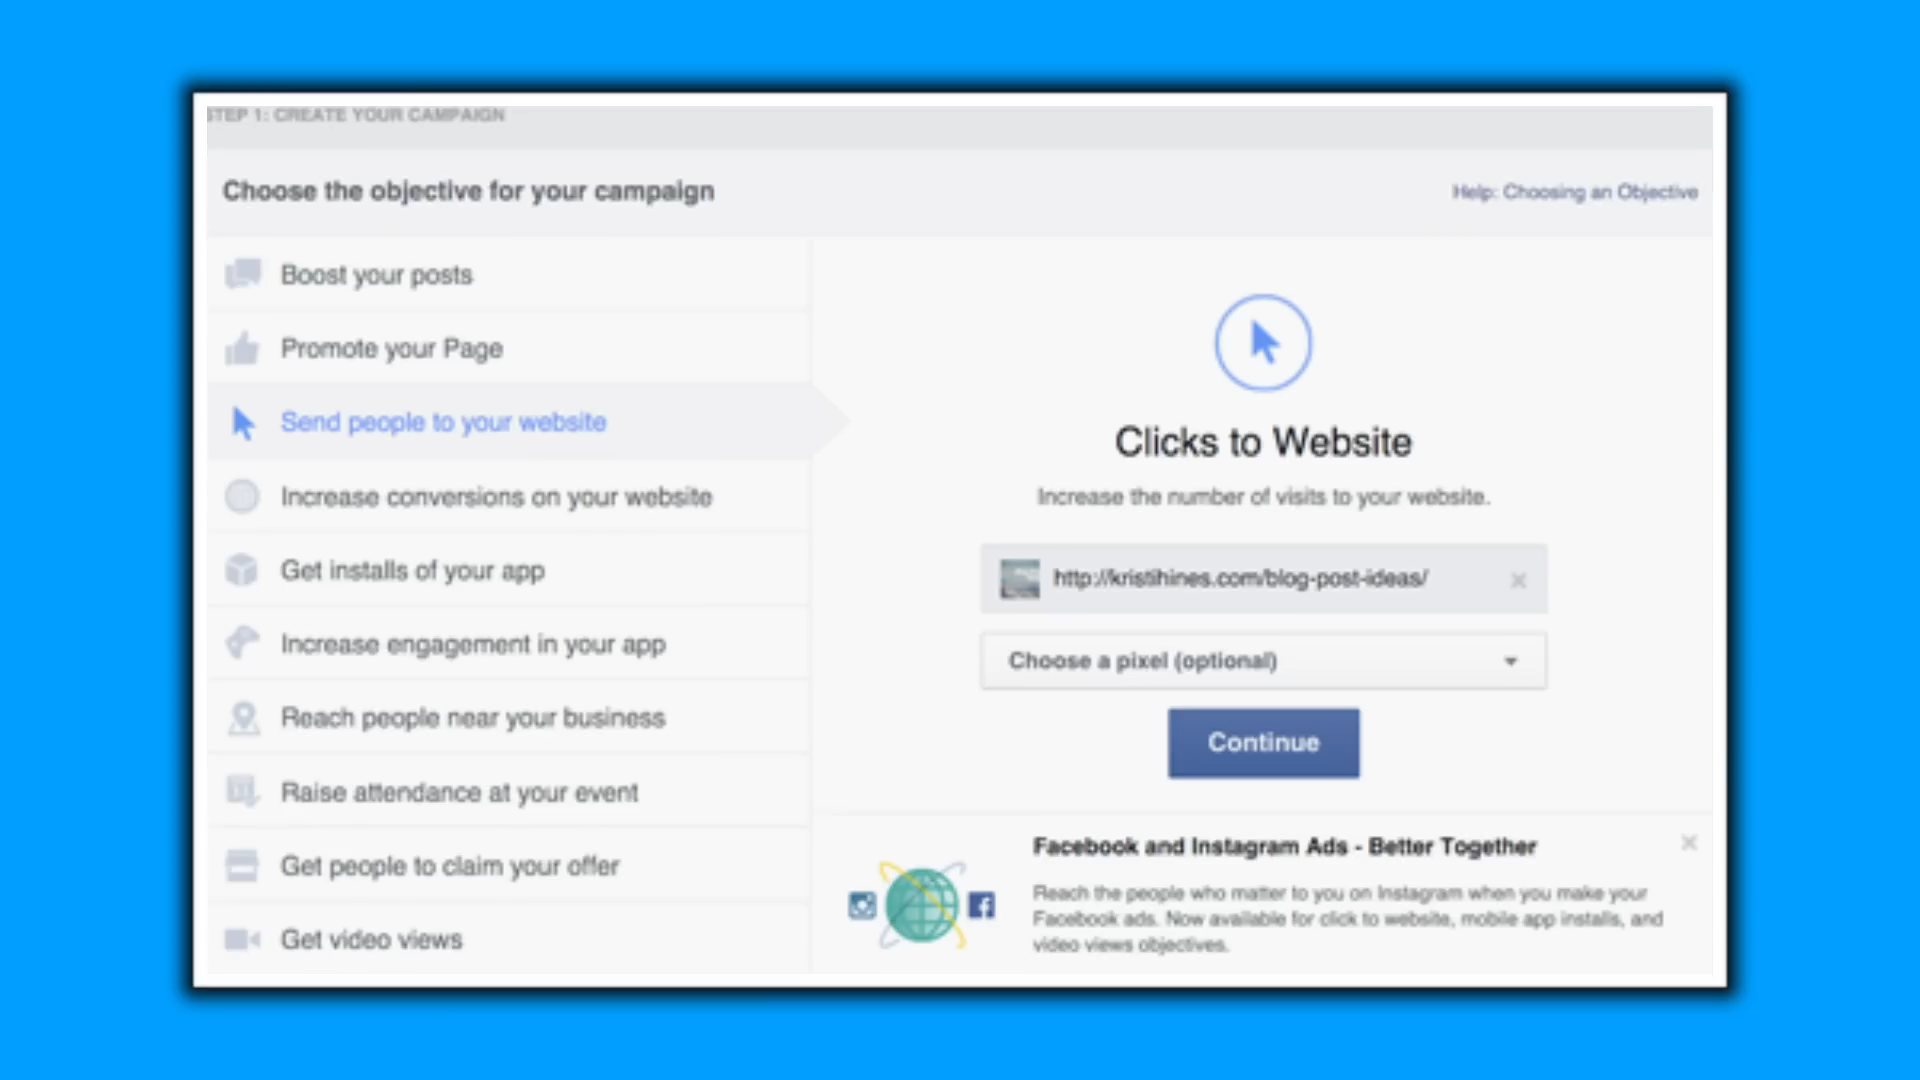 STEP 1: CREATE YOUR CAMPAIGN
Choose the objective for your campaign
Help: Choosing an Objective
Boost your posts
Promote your Page
Send people to your website
Increase conversions on your website
Get installs of your app
Increase engagement in your app
Reach people near your business
Raise attendance at your event
Get people to claim your offer
Get video views
Clicks to Website
Increase the number of visits to your website.
http://kristihines.com/blog-post-ideas/
Choose a pixel (optional)
Continue
Facebook and Instagram Ads - Better Together
Reach the people who matter to you on Instagram when you make your
Facebook ads. Now available for click to website, mobile app installs, and
video views objectives.